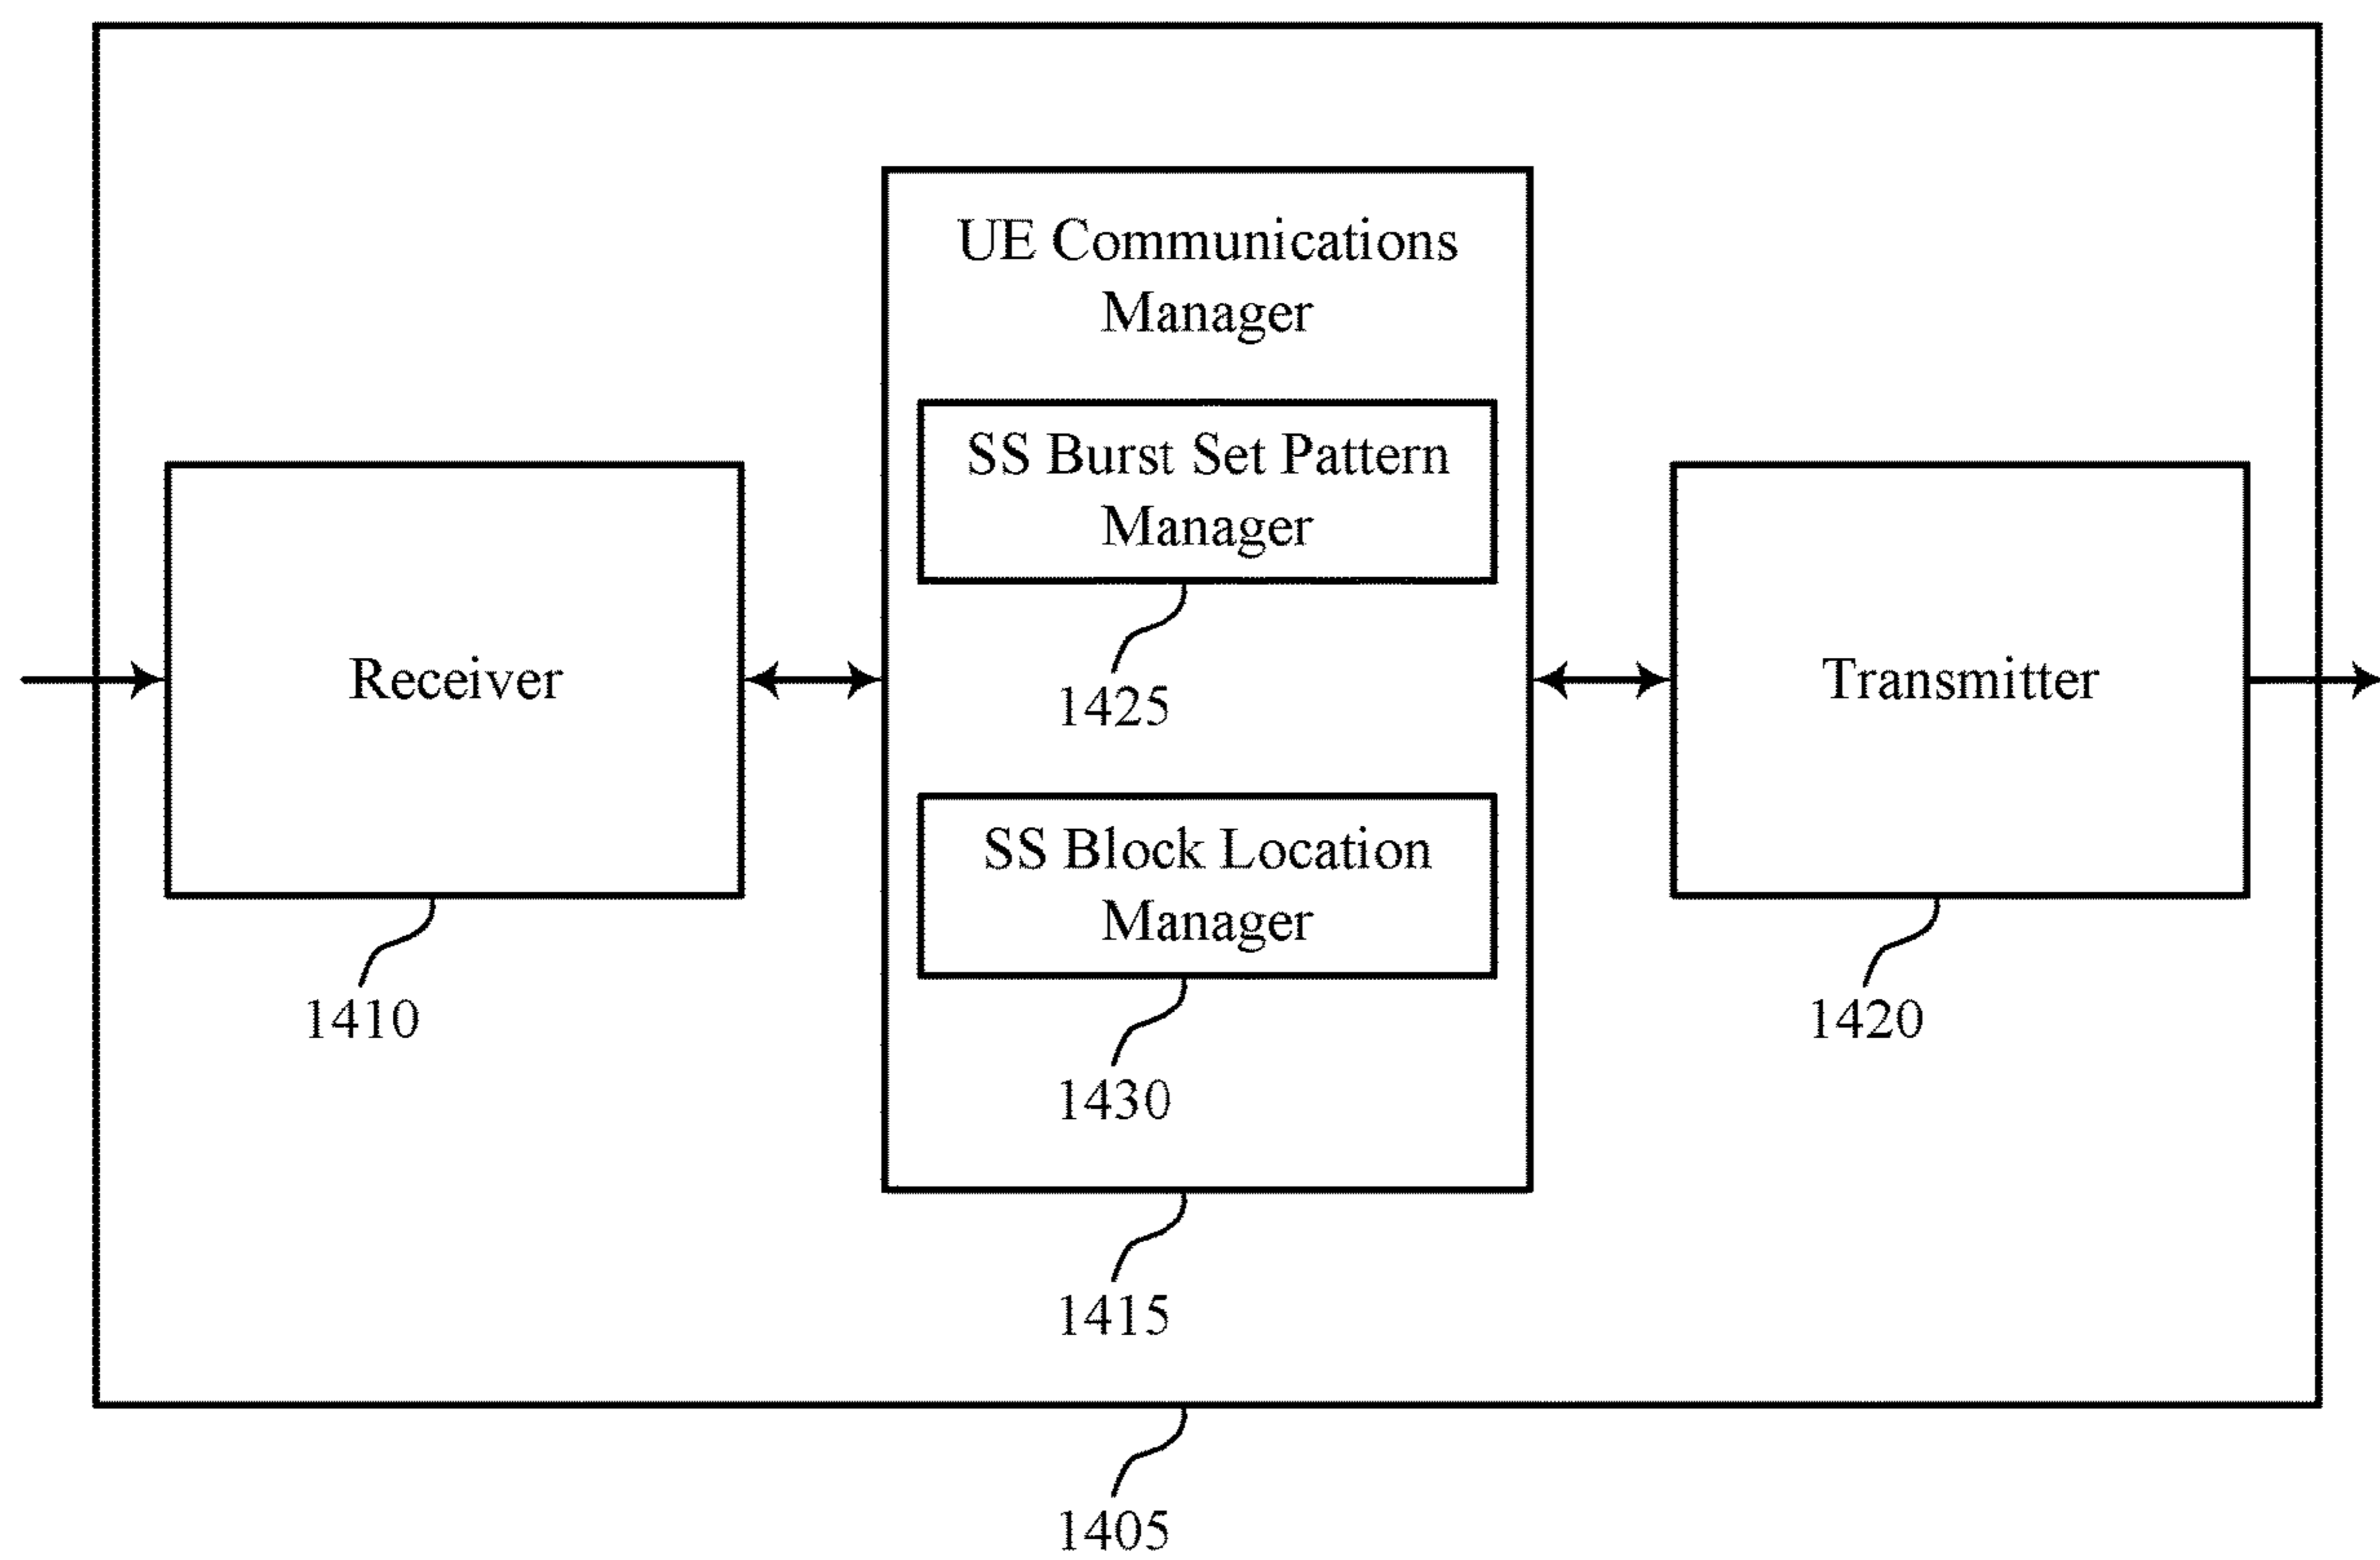 UE Communications
Manager
SS Burst Set Pattern
Manager
1425
Receiver
1410
SS Block Location
Manager
1430
Transmitter
1420
1415
1405